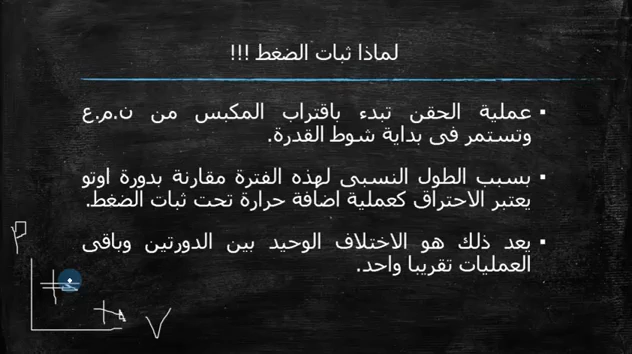 لماذا ثبات الضغط !!!
▪ عملية الحقن تبدء باقتراب المكبس من ن.م.ع
وتستمر فى بداية شوط القدرة.
▪ بسبب الطول النسبى لهذه الفترة مقارنة بدورة اوتو
يعتبر الاحتراق كعملية اضافة حرارة تحت ثبات الضغط.
▪ يعد ذلك هو الاختلاف الوحيد بين الدورتين وباقى
العمليات تقريبا واحد.
P
V